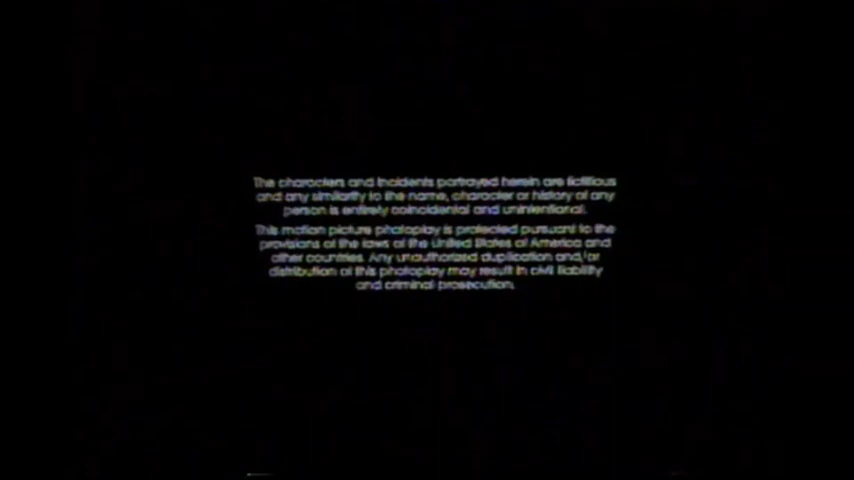 The characters and incidents portrayed herein are fictitious
and any similarity to the name, character or history of any
person is entirely coincidental and unintentional.
This motion picture photoplay is protected pursuant to the
provisions of the laws of the United States of America and
other countries. Any unauthorized duplication and/or
distribution of this photoplay may result in civil liability
and criminal prosecution.